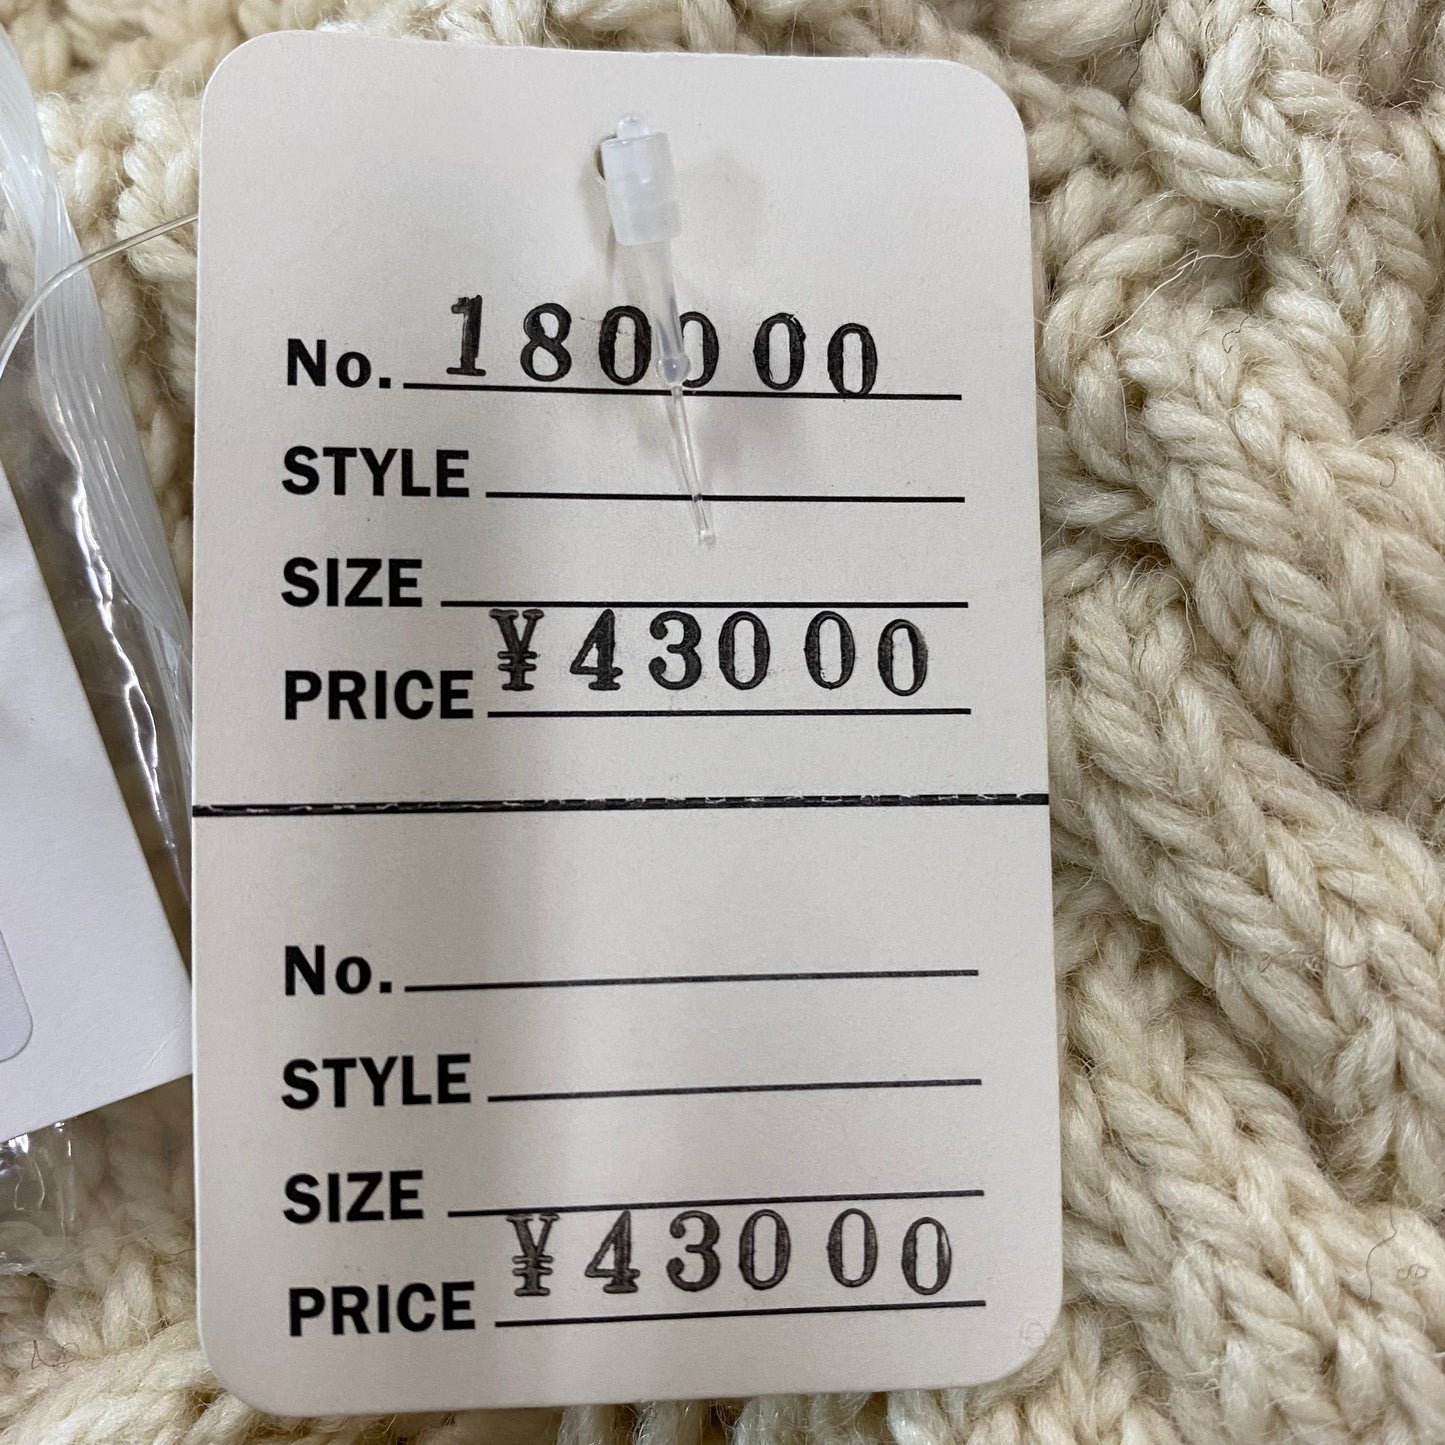 No. 180000
STYLE
SIZE
PRICE ¥43000
No.
STYLE
SIZE
PRICE ¥43000